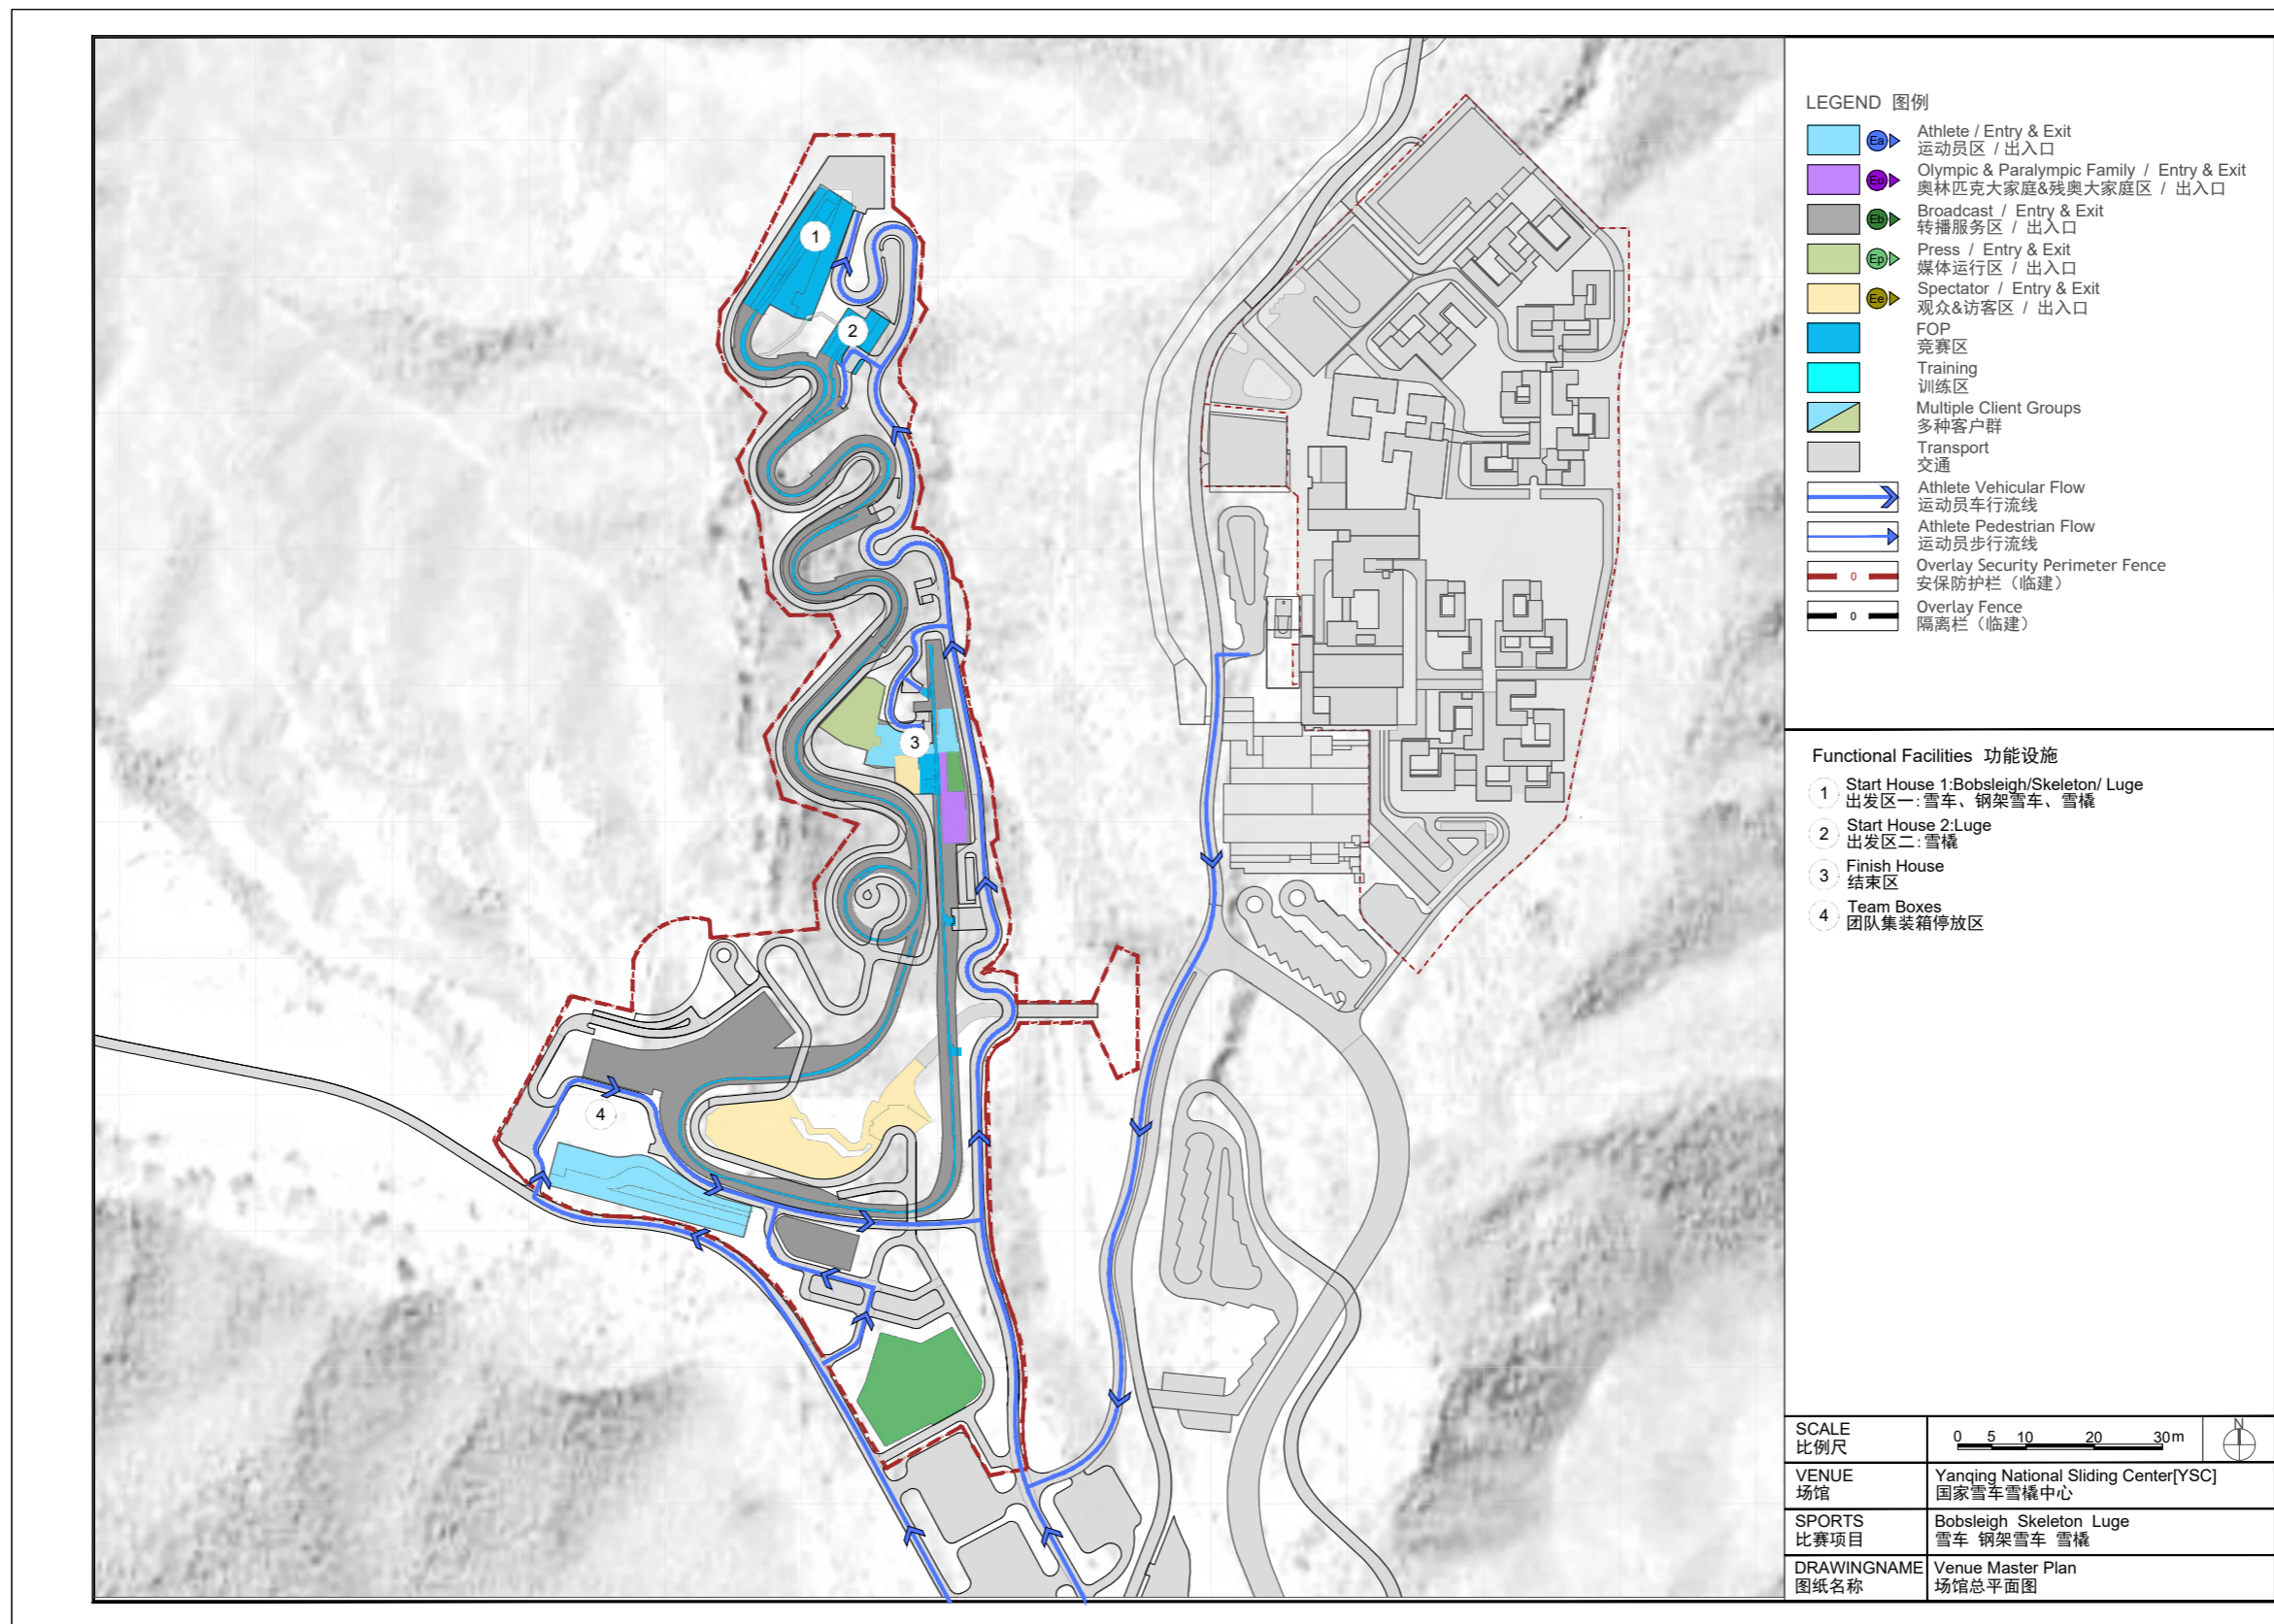 LEGEND 图例
Ea
Athlete / Entry & Exit
运动员区 / 出入口
Eo
Olympic & Paralympic Family / Entry & Exit
奥林匹克大家庭&残奥大家庭区 / 出入口
Eb
Broadcast / Entry & Exit
转播服务区 / 出入口
Ep
Press / Entry & Exit
媒体运行区 / 出入口
Ee
Spectator / Entry & Exit
观众&访客区 / 出入口
FOP
竞赛区
Training
训练区
Multiple Client Groups
多种客户群
Transport
交通
Athlete Vehicular Flow
运动员车行流线
Athlete Pedestrian Flow
运动员步行流线
0
Overlay Security Perimeter Fence
安保防护栏（临建）
0
Overlay Fence
隔离栏（临建）
Functional Facilities 功能设施
1 Start House 1:Bobsleigh/Skeleton/ Luge
出发区一:雪车、钢架雪车、雪橇
2 Start House 2:Luge
出发区二:雪橇
3 Finish House
结束区
4 Team Boxes
团队集装箱停放区
1
2
3
4
SCALE
比例尺
0 5 10 20 30m
N
VENUE
场馆
Yanqing National Sliding Center[YSC]
国家雪车雪橇中心
SPORTS
比赛项目
Bobsleigh Skeleton Luge
雪车 钢架雪车 雪橇
DRAWINGNAME
图纸名称
Venue Master Plan
场馆总平面图